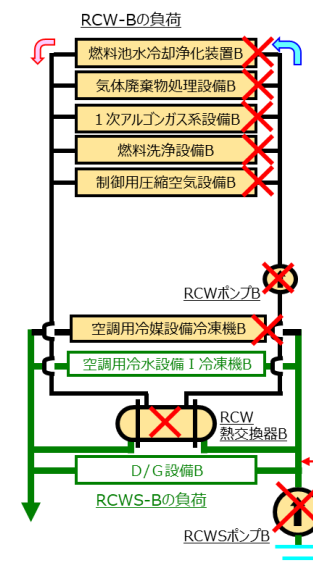 RCW-Bの負荷
燃料池水冷却浄化装置B
気体廃棄物処理設備B
１次アルゴンガス系設備B
燃料洗浄設備B
制御用圧縮空気設備B
RCWポンプB
空調用冷媒設備冷凍機B
空調用冷水設備Ⅰ冷凍機B
RCW
熱交換器B
D/G設備B
RCWS-Bの負荷
RCWSポンプB